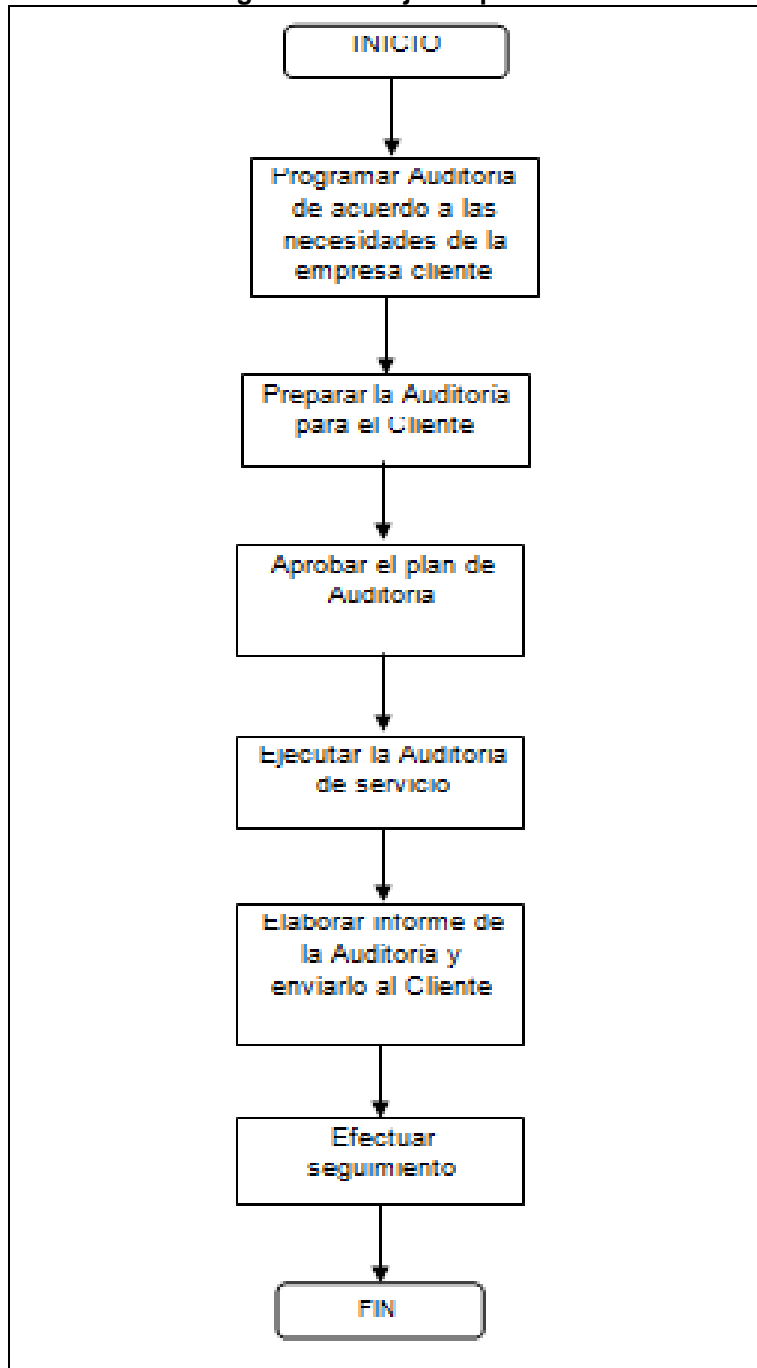 INICIO
Programar Auditoria
de acuerdo a las
necesidades de la
empresa cliente
Preparar la Auditoria
para el Cliente
Aprobar el plan de
Auditoria
Ejecutar la Auditoria
de servicio
Elaborar informe de
la Auditoria y
enviarlo al Cliente
Efectuar
seguimiento
FIN